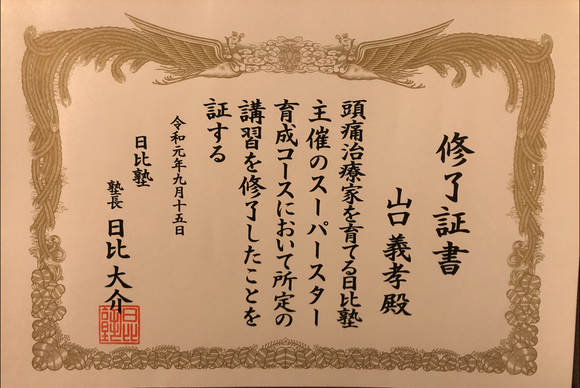 修了証書
山口義孝殿
頭痛治療家を育てる日比塾
主催のスーパースター
育成コースにおいて所定の
講習を修了したことを
証する
令和元年九月十五日
日比塾
塾長 日比大介